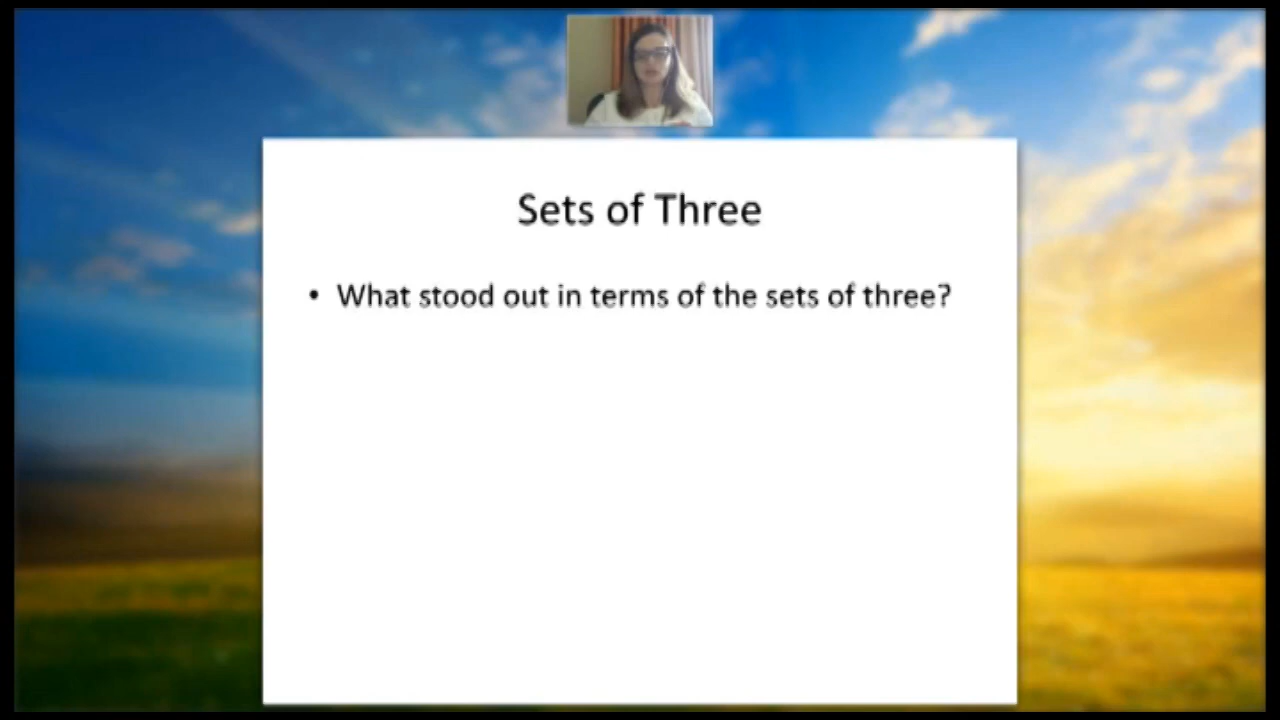 Sets of Three
• What stood out in terms of the sets of three?